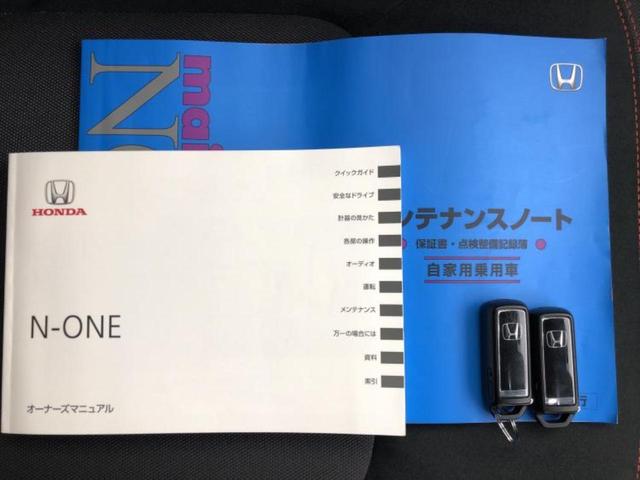 HONDA
N-ONE
オーナーズマニュアル
クイックガイド
安全なドライブ
計器の見かた
各部の操作
オーディオ
運転
メンテナンス
万一の場合には
資料
索引
ンテナンスノート
保証書・点検整備記録簿
自家用乗用車
行